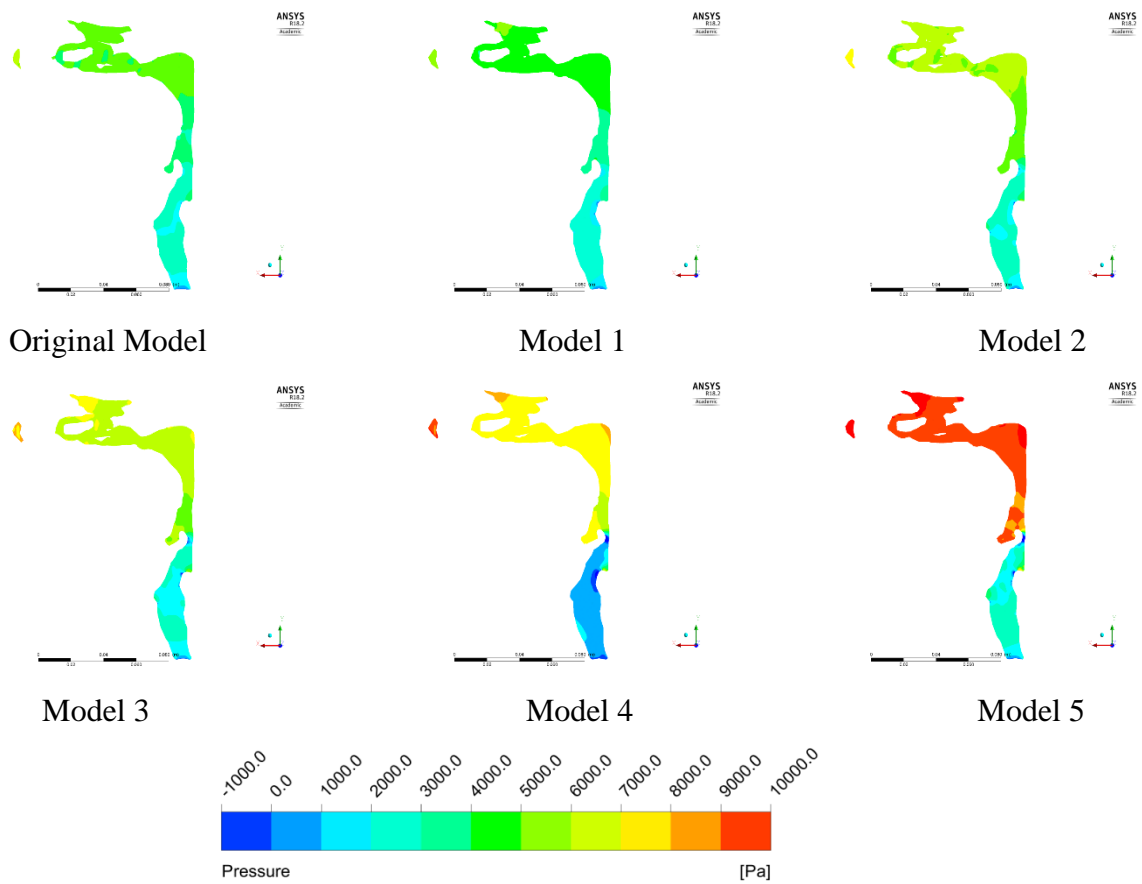 ANSYS
R18.2
Academic
ANSYS
R18.2
Academic
ANSYS
R18.2
Academic
Original Model
Model 1
Model 2
ANSYS
R18.2
Academic
ANSYS
R18.2
Academic
ANSYS
R18.2
Academic
Model 3
Model 4
Model 5
-1000.0 0.0 1000.0 2000.0 3000.0 4000.0 5000.0 6000.0 7000.0 8000.0 9000.0 10000.0
Pressure [Pa]